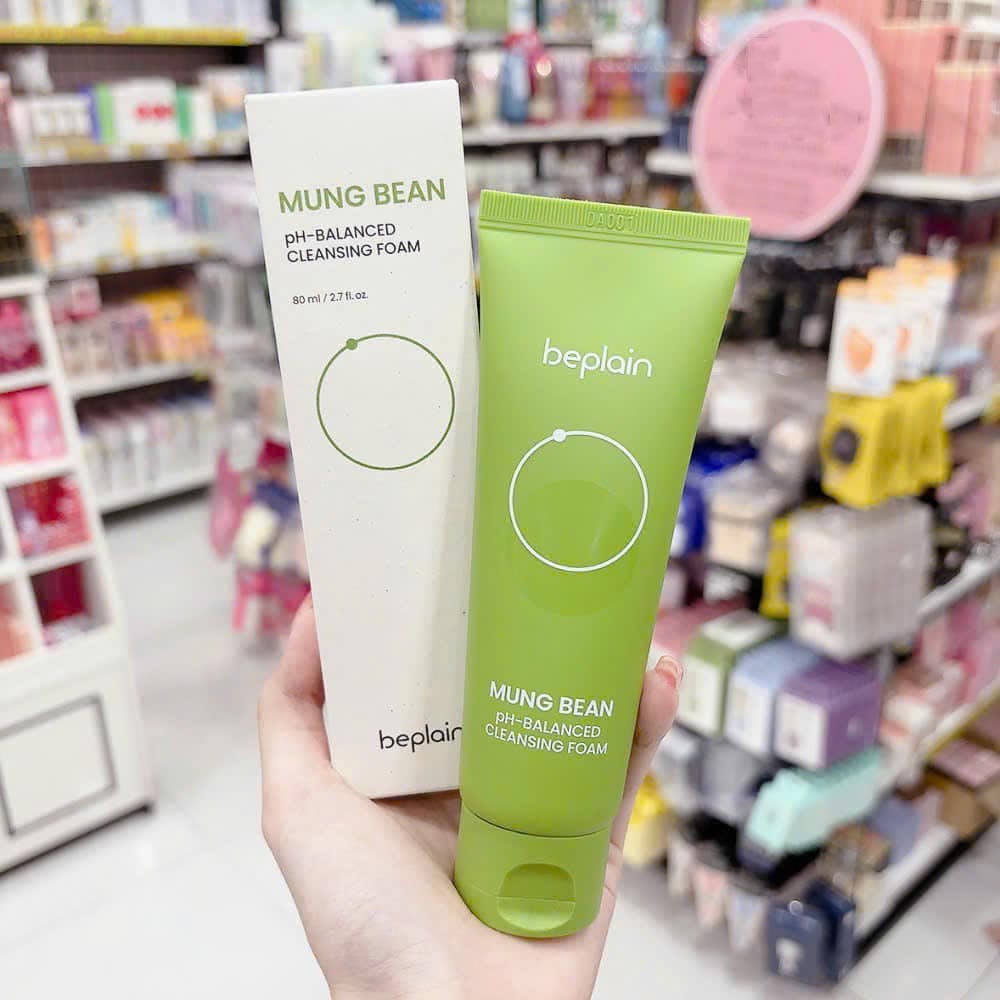 MUNG BEAN
pH-BALANCED
CLEANSING FOAM
80 ml / 2.7 fl. oz.
beplain
0A001
beplain
MUNG BEAN
pH-BALANCED
CLEANSING FOAM